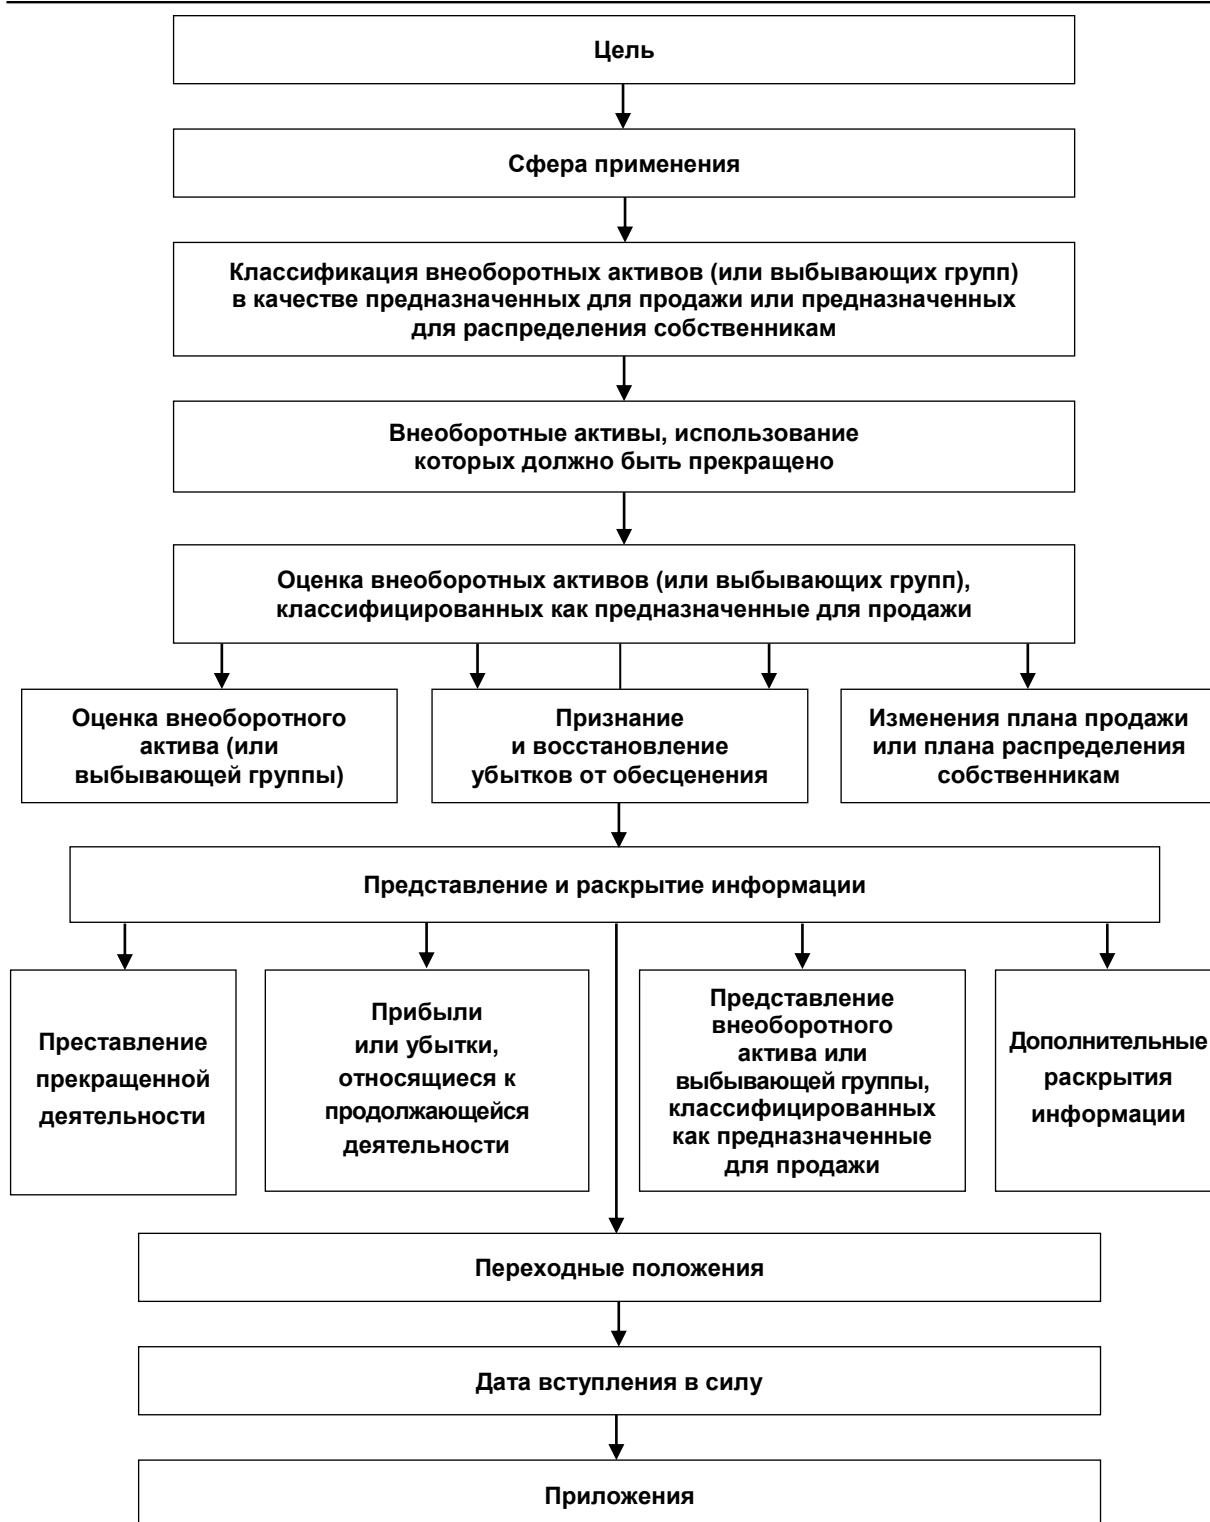 Цель
Сфера применения
Классификация внеоборотных активов (или выбывающих групп)
в качестве предназначенных для продажи или предназначенных
для распределения собственникам
Внеоборотные активы, использование
которых должно быть прекращено
Оценка внеоборотных активов (или выбывающих групп),
классифицированных как предназначенные для продажи
Оценка внеоборотного
актива (или
выбывающей группы)
Признание
и восстановление
убытков от обесценения
Изменения плана продажи
или плана распределения
собственникам
Представление и раскрытие информации
Преставление
прекращенной
деятельности
Прибыли
или убытки,
относящиеся к
продолжающейся
деятельности
Представление
внеоборотного
актива или
выбывающей группы,
классифицированных
как предназначенные
для продажи
Дополнительные
раскрытия
информации
Переходные положения
Дата вступления в силу
Приложения